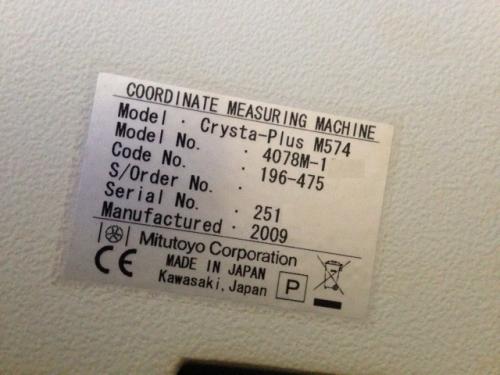 COORDINATE MEASURING MACHINE
Model : Crysta-Plus M574
Model No. : 4078M-1
Code No. : 196-475
S/Order No. :
Serial No. : 251
Manufactured : 2009
Mitutoyo Corporation
CE MADE IN JAPAN
Kawasaki, Japan P